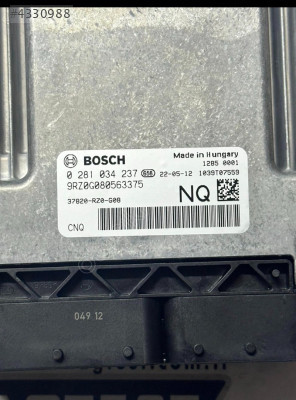 #4330988
BOSCH
Made in Hungary
1285 0001
0 281 034 237 GS6 22-05-12 1039T07559
9RZ0G080563375
NQ
37820-RZ0-G08
CNQ
049 12